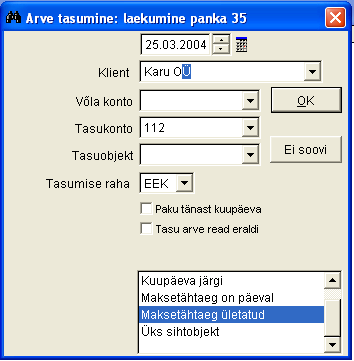 Arve tasumine: laekumine panka 35
25.03.2004
Klient Karu OÜ
Võla konto
OK
Tasukonto 112
Tasuobjekt
Ei soovi
Tasumise raha EEK
Paku tänast kuupäeva
Tasu arve read eraldi
Kuupäeva järgi
Maksetähtaeg on päeval
Maksetähtaeg ületatud
Üks sihtobjekt